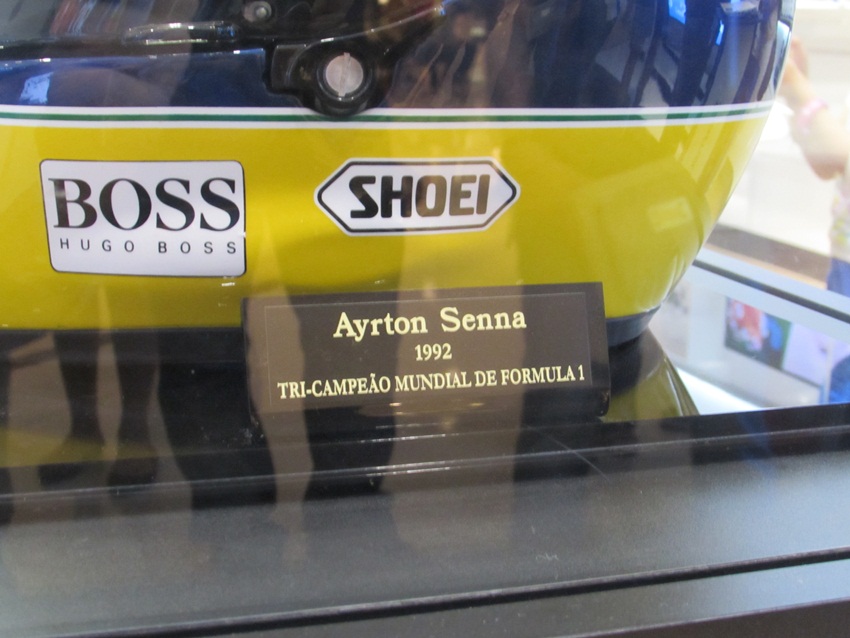 BOSS
HUGO BOSS
SHOEI
Ayrton Senna
1992
TRI-CAMPEÃO MUNDIAL DE FORMULA 1